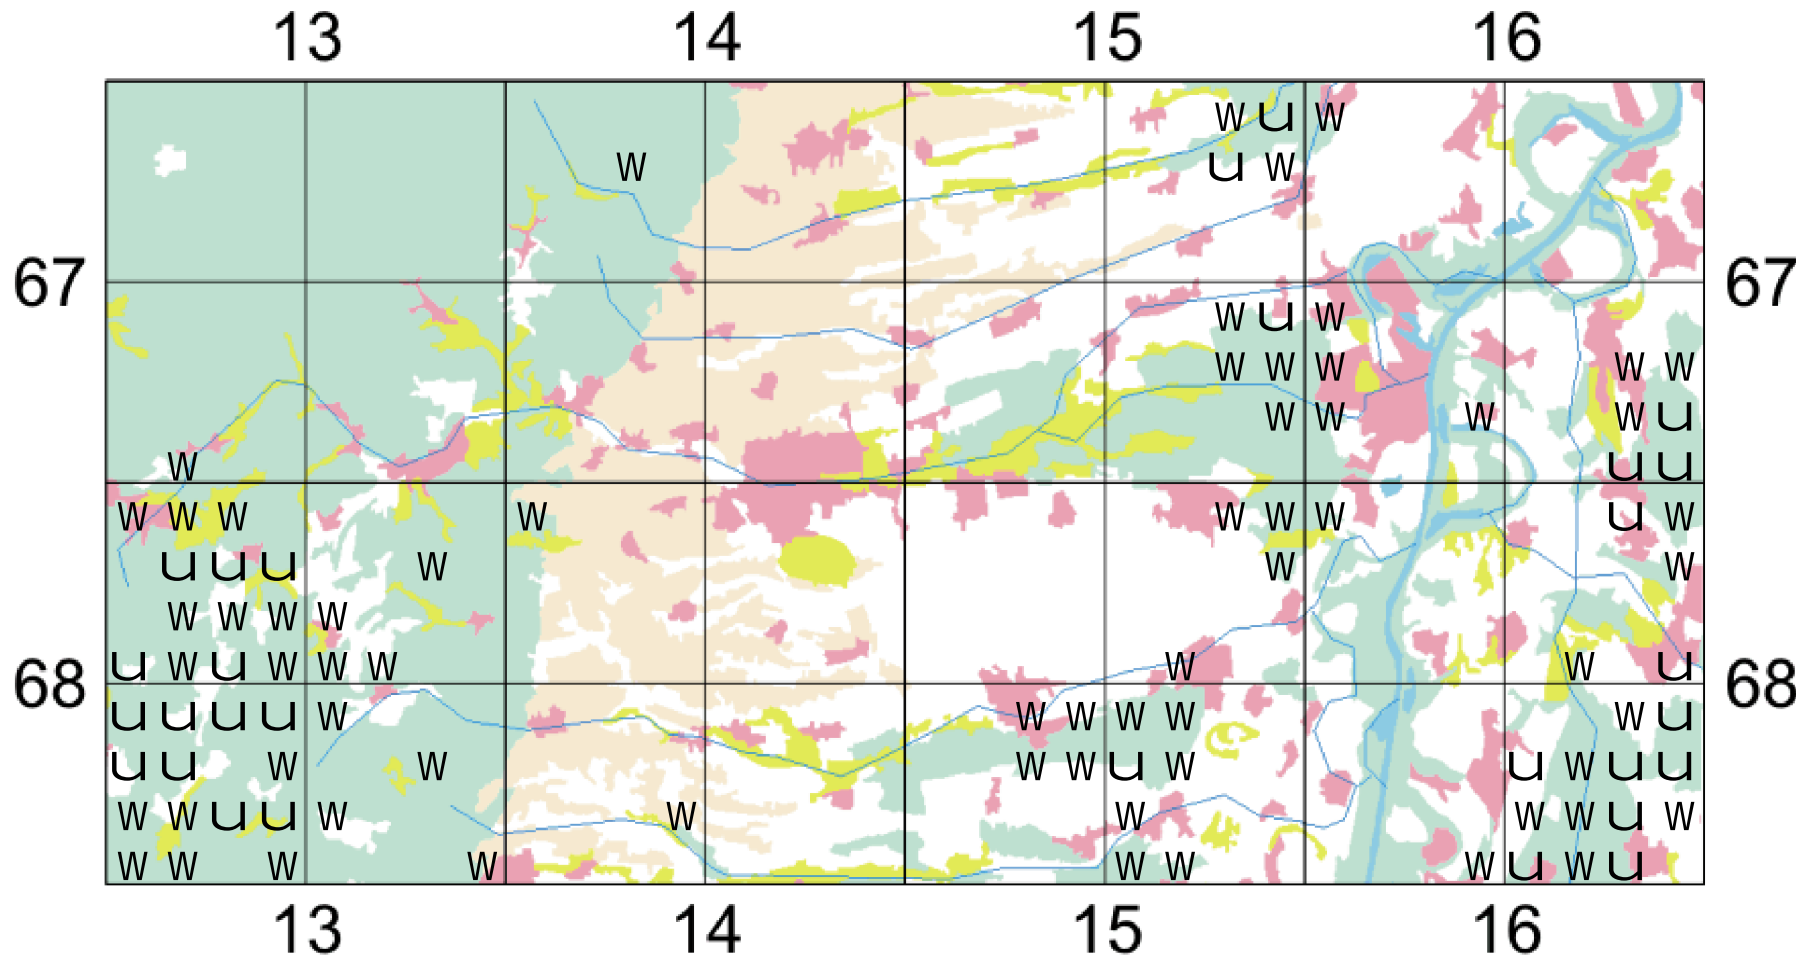 13 14 15 16
w u w
w u w
67 67
w u w
w w w w w
w w w w u
w u u
w w w w w w w u w
u u u w w w
w w w w
u w u w w w w w u
68 68
u u u u w w w w w w u
u u w w w w u w u w u u
w w u u w w w w w u w
w w w w w w w u w u
13 14 15 16